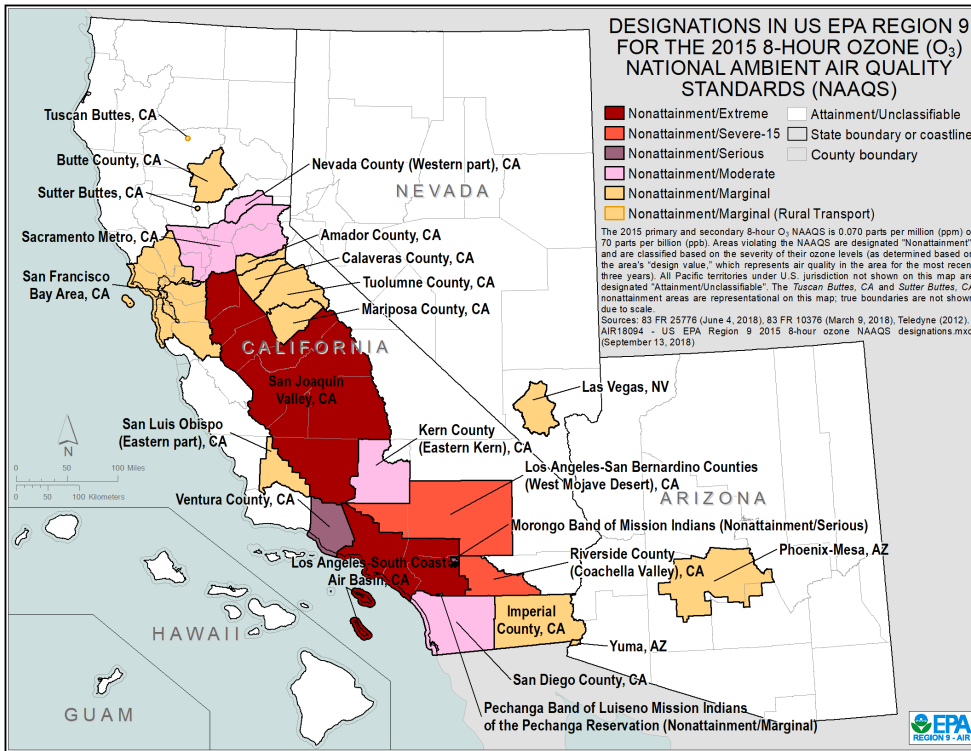 DESIGNATIONS IN US EPA REGION 9
FOR THE 2015 8-HOUR OZONE (O₃)
NATIONAL AMBIENT AIR QUALITY
STANDARDS (NAAQS)
Nonattainment/Extreme
Nonattainment/Severe-15
Nonattainment/Serious
Nonattainment/Moderate
Nonattainment/Marginal
Nonattainment/Marginal (Rural Transport)
Attainment/Unclassifiable
State boundary or coastline
County boundary
The 2015 primary and secondary 8-hour O₃ NAAQS is 0.070 parts per million (ppm) o
70 parts per billion (ppb). Areas violating the NAAQS are designated "Nonattainment"
and are classified based on the severity of their ozone levels (as determined based on
the area's "design value," which represents air quality in the area for the most recen
three years). All Pacific territories under U.S. jurisdiction not shown on this map are
designated "Attainment/Unclassifiable". The Tuscan Buttes, CA and Sutter Buttes, CA
nonattainment areas are representational on this map; true boundaries are not shown
due to scale.
Sources: 83 FR 25776 (June 4, 2018), 83 FR 10376 (March 9, 2018), Teledyne (2012).
AIR18094 - US EPA Region 9 2015 8-hour ozone NAAQS designations.mxd
(September 13, 2018)
Tuscan Buttes, CA
Butte County, CA
Sutter Buttes, CA
Nevada County (Western part), CA
NEVADA
Sacramento Metro, CA
Amador County, CA
Calaveras County, CA
San Francisco
Bay Area, CA
Tuolumne County, CA
Mariposa County, CA
CALIFORNIA
San Joaquin
Valley, CA
Las Vegas, NV
San Luis Obispo
(Eastern part), CA
Kern County
(Eastern Kern), CA
N
0 50 100 Miles
0 50 100 Kilometers
Los Angeles-San Bernardino Counties
(West Mojave Desert), CA
ARIZONA
Ventura County, CA
Morongo Band of Mission Indians (Nonattainment/Serious)
Los Angeles-South Coast
Air Basin, CA
Riverside County
(Coachella Valley), CA
Phoenix-Mesa, AZ
Imperial
County, CA
HAWAII
Yuma, AZ
San Diego County, CA
GUAM
Pechanga Band of Luiseno Mission Indians
of the Pechanga Reservation (Nonattainment/Marginal)
EPA
REGION 9 - AIR